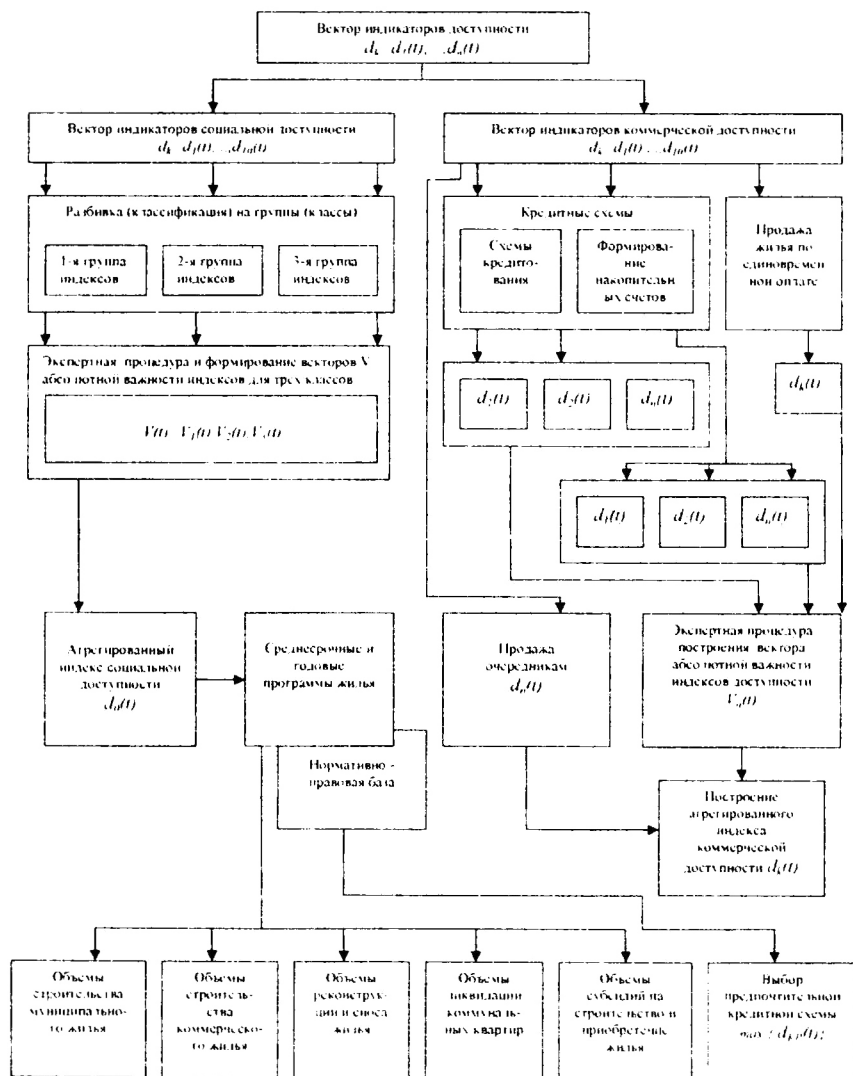 Вектор индикаторов доступности
Вектор индикаторов социальной доступности
Вектор индикаторов коммерческой доступности
Разбивка (классификация) на группы (классы)
1-я группа
индексов
2-я группа
индексов
3-я группа
индексов
Кредитные схемы
Схемы
кредито-
вания
Формирова-
ние
накопительн
ых счетов
Продажа
жилья по
единовремен
ной оплате
Экспертная процедура и формирование векторов V
абсолютной важности индексов для трех классов
d_k(t)
Агрегированный
индекс социальной
доступности
Среднесрочные и
годовые
программы жилья
Нормативно -
правовая база
Продажа
очередникам
Экспертная процедура
построения вектора
абсолютной важности
индексов доступности
Построение
агрегированного
индекса
коммерческой
доступности
Объемы
строительства
муниципально-
го жилья
Объемы
строитель-
ства
коммерческо-
го жилья
Объемы
реконструк-
ции и сноса
жилья
Объемы
ликвидации
коммуналь-
ных квартир
Объемы
субсидий на
строительство и
приобретение
жилья
Выбор
предпочтительной
кредитной схемы